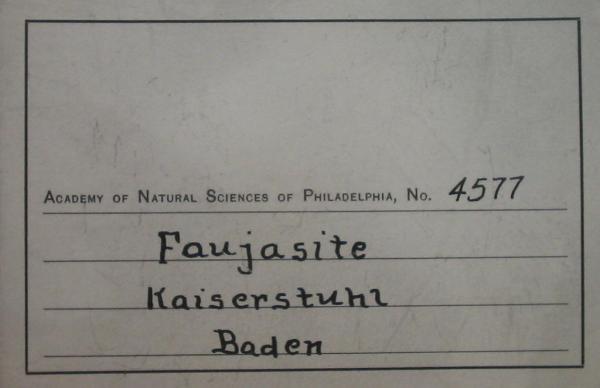 Academy of Natural Sciences of Philadelphia, No. 4577
Faujasite
Kaiserstuhl
Baden